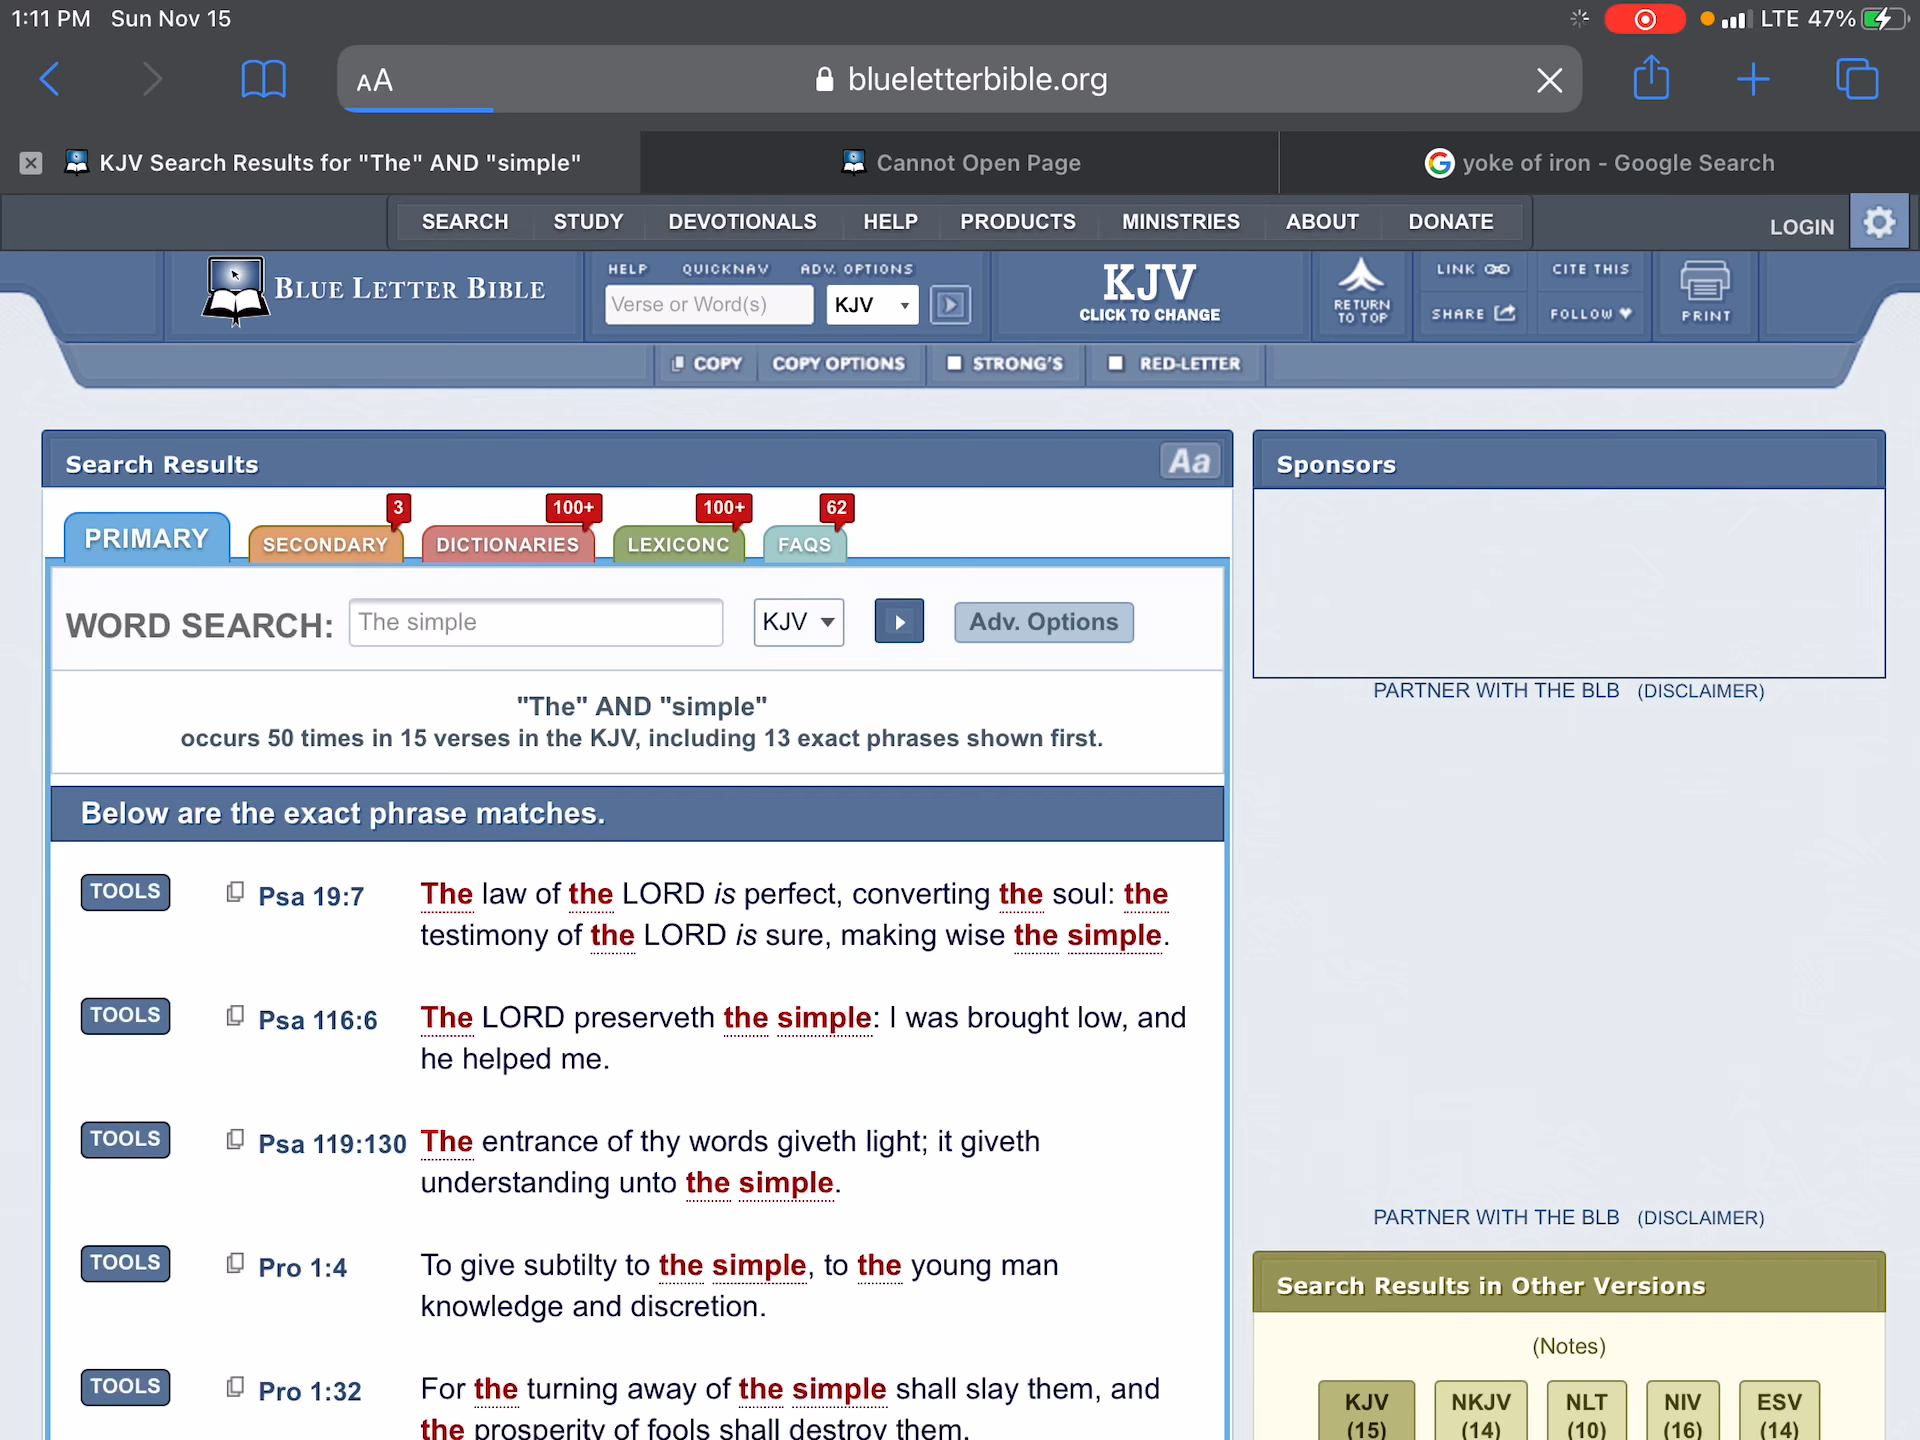 1:11 PM Sun Nov 15 LTE 47%
AA blueletterbible.org
KJV Search Results for "The" AND "simple" Cannot Open Page yoke of iron - Google Search
SEARCH STUDY DEVOTIONALS HELP PRODUCTS MINISTRIES ABOUT DONATE LOGIN
HELP QUICKNAV ADV. OPTIONS
BLUE LETTER BIBLE Verse or Word(s) KJV
KJV
CLICK TO CHANGE
RETURN
TO TOP
LINK CITE THIS
SHARE FOLLOW
PRINT
COPY COPY OPTIONS STRONG'S RED-LETTER
Search Results Aa
3 100+ 100+ 62
PRIMARY SECONDARY DICTIONARIES LEXICONC FAQS
WORD SEARCH: The simple KJV Adv. Options
"The" AND "simple"
occurs 50 times in 15 verses in the KJV, including 13 exact phrases shown first.
Below are the exact phrase matches.
TOOLS Psa 19:7 The law of the LORD is perfect, converting the soul: the
testimony of the LORD is sure, making wise the simple.
TOOLS Psa 116:6 The LORD preserveth the simple: I was brought low, and
he helped me.
TOOLS Psa 119:130 The entrance of thy words giveth light; it giveth
understanding unto the simple.
TOOLS Pro 1:4 To give subtilty to the simple, to the young man
knowledge and discretion.
TOOLS Pro 1:32 For the turning away of the simple shall slay them, and
the prosperity of fools shall destroy them.
Sponsors
PARTNER WITH THE BLB (DISCLAIMER)
PARTNER WITH THE BLB (DISCLAIMER)
Search Results in Other Versions
(Notes)
KJV NKJV NLT NIV ESV
(15) (14) (10) (16) (14)